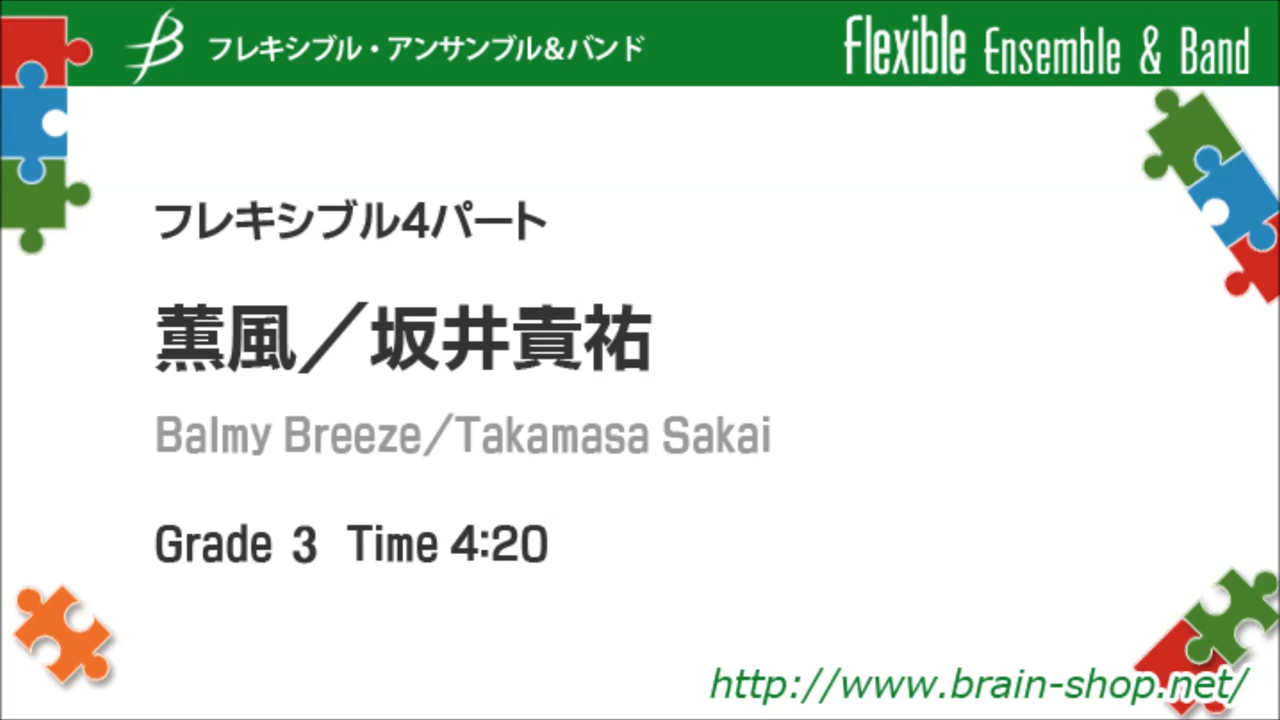 フレキシブル・アンサンブル&バンド
Flexible Ensemble & Band
フレキシブル4パート
薫風／坂井貴祐
Balmy Breeze／Takamasa Sakai
Grade 3 Time 4:20
http://www.brain-shop.net/